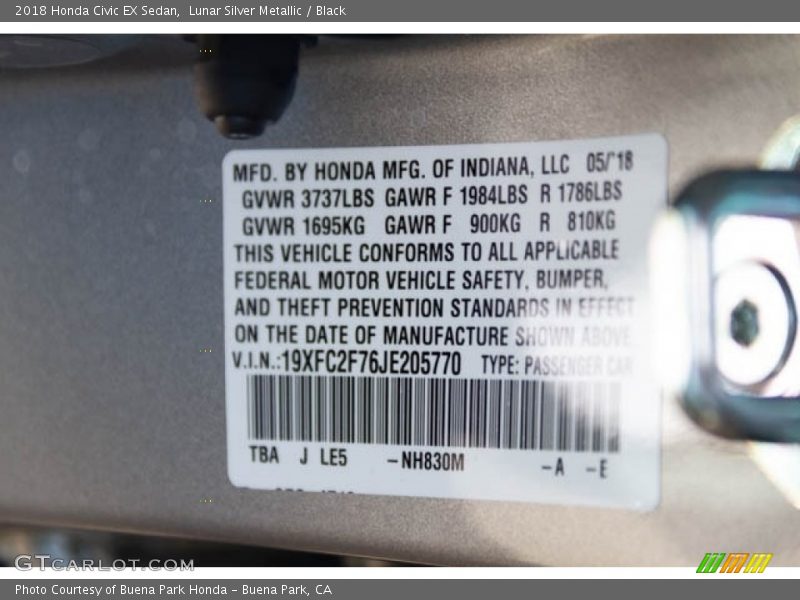 2018 Honda Civic EX Sedan, Lunar Silver Metallic / Black
MFD. BY HONDA MFG. OF INDIANA, LLC 05/'18
GVWR 3737LBS GAWR F 1984LBS R 1786LBS
GVWR 1695KG GAWR F 900KG R 810KG
THIS VEHICLE CONFORMS TO ALL APPLICABLE
FEDERAL MOTOR VEHICLE SAFETY, BUMPER,
AND THEFT PREVENTION STANDARDS IN EFFECT
ON THE DATE OF MANUFACTURE SHOWN ABOVE
V.I.N.:19XFC2F76JE205770 TYPE: PASSENGER CAR
TBA J LE5 -NH830M -A -E
GTCARLOT.COM
Photo Courtesy of Buena Park Honda - Buena Park, CA